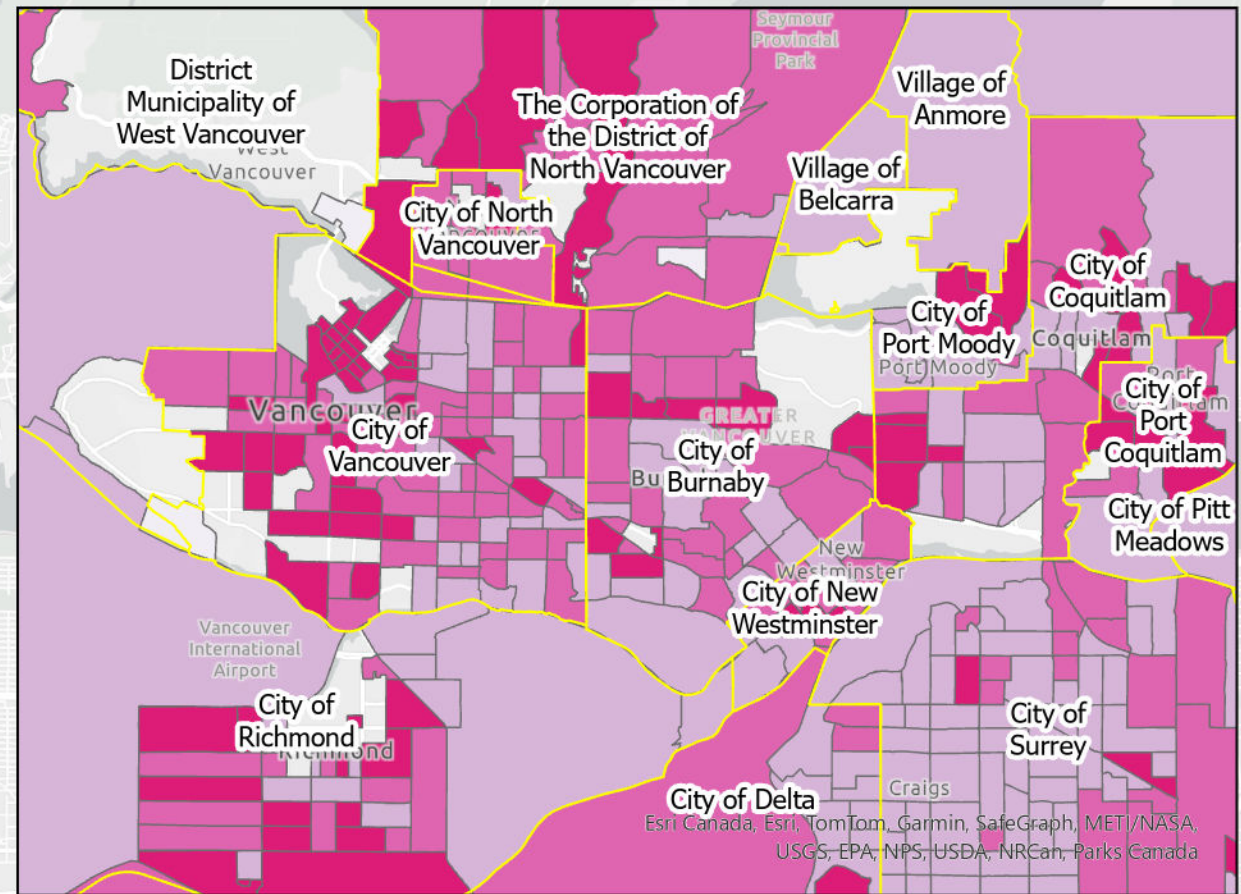 Seymour
Provincial
Park
District
Municipality of
West Vancouver
West
Vancouver
The Corporation of
the District of
North Vancouver
Village of
Anmore
Village of
Belcarra
City of North
Vancouver
City of
Coquitlam
Coquitlam
City of
Port Moody
Port Moody
Port
City of
Port
Coquitlam
Vancouver
City of
Vancouver
GREATER
VANCOUVER
City of
Burnaby
City of Pitt
Meadows
New
Westminster
City of New
Westminster
Vancouver
International
Airport
City of
Richmond
Richmond
City of
Surrey
Craigs
City of Delta
Esri Canada, Esri, TomTom, Garmin, SafeGraph, METI/NASA,
USGS, EPA, NPS, USDA, NRCan, Parks Canada